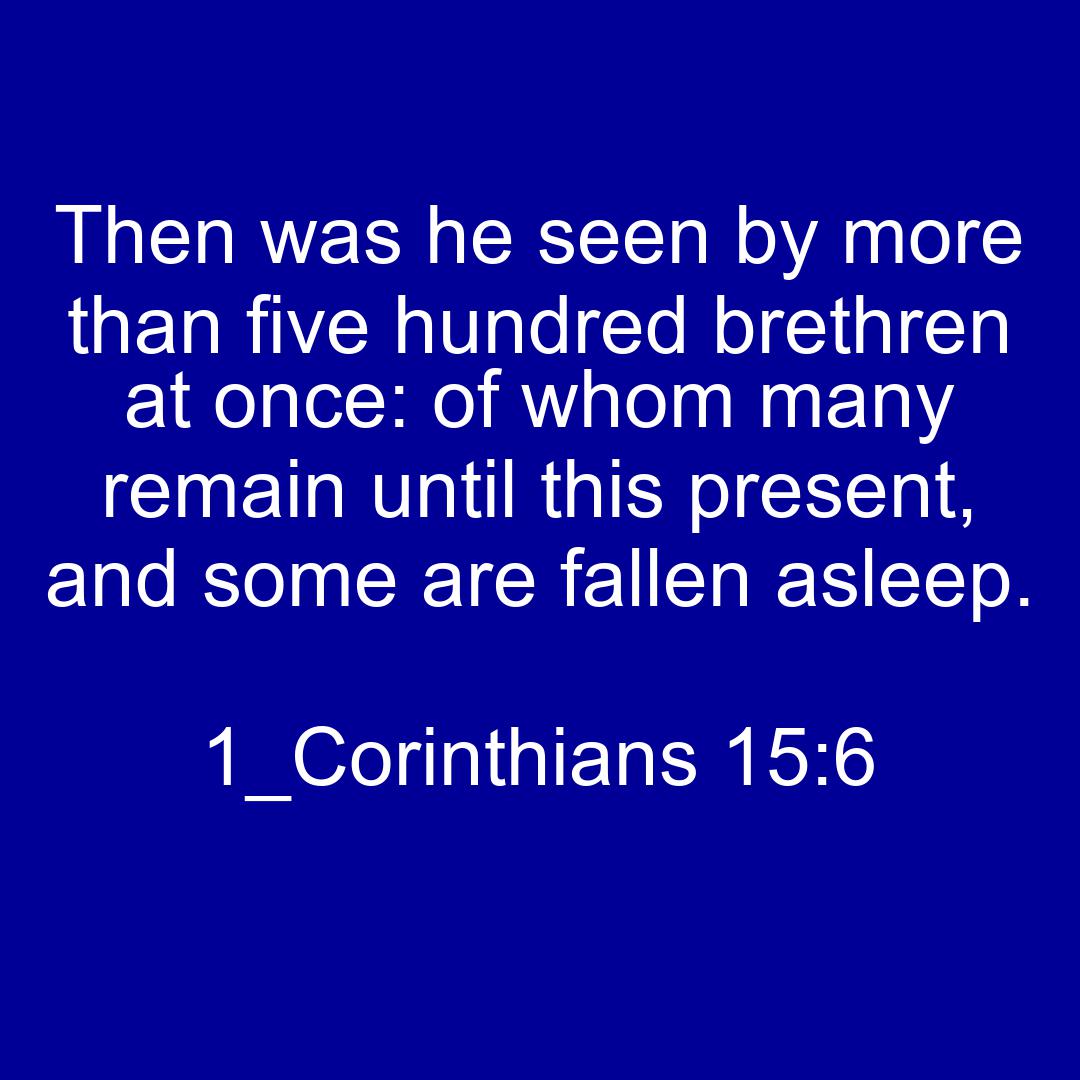 Then was he seen by more
than five hundred brethren
at once: of whom many
remain until this present,
and some are fallen asleep.
1_Corinthians 15:6